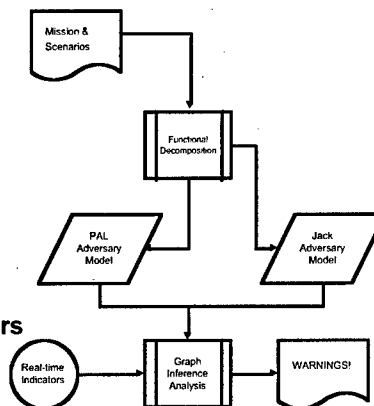 Mission &
Scenarios
Functional
Decomposition
PAL
Adversary
Model
Jack
Adversary
Model
rs
Real-time
Indicators
Graph
Inference
Analysis
WARNINGS!